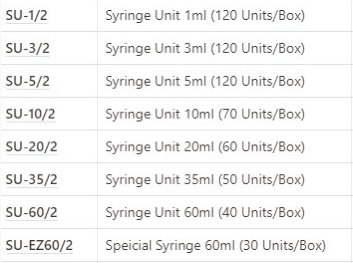 SU-1/2 Syringe Unit 1ml (120 Units/Box)
SU-3/2 Syringe Unit 3ml (120 Units/Box)
SU-5/2 Syringe Unit 5ml (120 Units/Box)
SU-10/2 Syringe Unit 10ml (70 Units/Box)
SU-20/2 Syringe Unit 20ml (60 Units/Box)
SU-35/2 Syringe Unit 35ml (50 Units/Box)
SU-60/2 Syringe Unit 60ml (40 Units/Box)
SU-EZ60/2 Speicial Syringe 60ml (30 Units/Box)